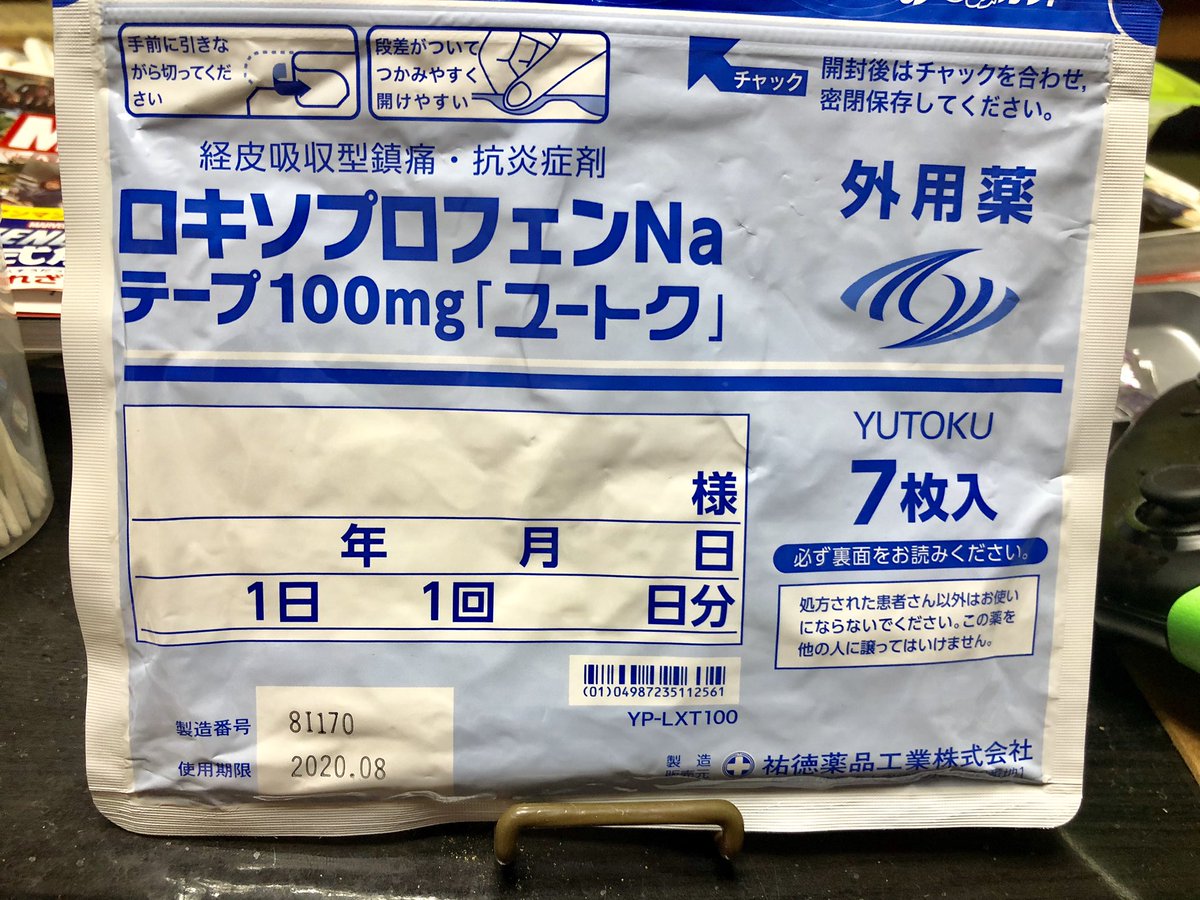 手前に引きな
がら切ってくだ
さい
段差がついて
つかみやすく
開けやすい
チャック
開封後はチャックを合わせ,
密閉保存してください。
経皮吸収型鎮痛・抗炎症剤
外用薬
ロキソプロフェンNa
テープ100mg「ユートク」
YUTOKU
7枚入
必ず裏面をお読みください。
処方された患者さん以外はお使い
にならないでください。この薬を
他の人に譲ってはいけません。
様
年 月 日
1日 1回 日分
(01)04987235112561
YP-LXT100
製造番号 8I170
使用期限 2020.08
製造
販売元
祐徳薬品工業株式会社